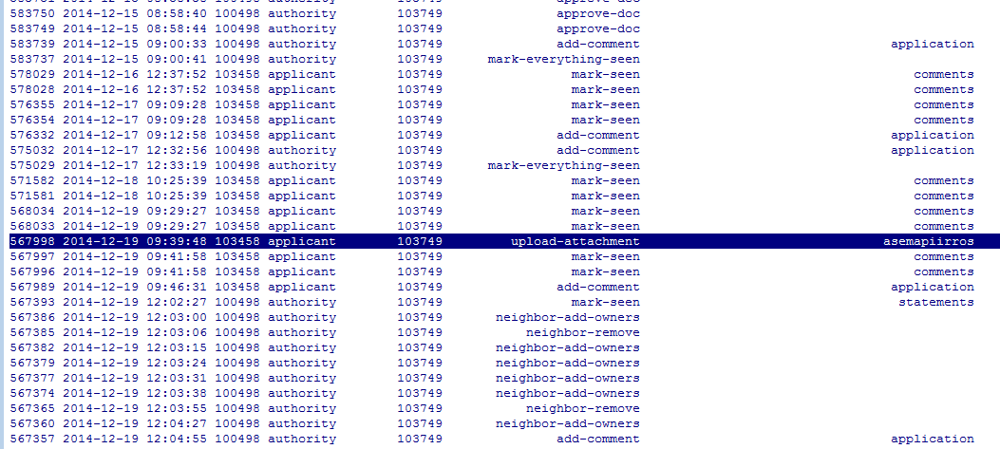 583750 2014-12-15 08:58:40 100498 authority 103749 approve-doc
583749 2014-12-15 08:58:44 100498 authority 103749 approve-doc
583739 2014-12-15 09:00:33 100498 authority 103749 add-comment application
583737 2014-12-15 09:00:41 100498 authority 103749 mark-everything-seen
578029 2014-12-16 12:37:52 103458 applicant 103749 mark-seen comments
578028 2014-12-16 12:37:52 103458 applicant 103749 mark-seen comments
576355 2014-12-17 09:09:28 103458 applicant 103749 mark-seen comments
576354 2014-12-17 09:09:28 103458 applicant 103749 mark-seen comments
576332 2014-12-17 09:12:58 103458 applicant 103749 add-comment application
575032 2014-12-17 12:32:56 100498 authority 103749 add-comment application
575029 2014-12-17 12:33:19 100498 authority 103749 mark-everything-seen
571582 2014-12-18 10:25:39 103458 applicant 103749 mark-seen comments
571581 2014-12-18 10:25:39 103458 applicant 103749 mark-seen comments
568034 2014-12-19 09:29:27 103458 applicant 103749 mark-seen comments
568033 2014-12-19 09:29:27 103458 applicant 103749 mark-seen comments
567998 2014-12-19 09:39:48 103458 applicant 103749 upload-attachment asemapiirros
567997 2014-12-19 09:41:58 103458 applicant 103749 mark-seen comments
567996 2014-12-19 09:41:58 103458 applicant 103749 mark-seen comments
567989 2014-12-19 09:46:31 103458 applicant 103749 add-comment application
567393 2014-12-19 12:02:27 100498 authority 103749 mark-seen statements
567386 2014-12-19 12:03:00 100498 authority 103749 neighbor-add-owners
567385 2014-12-19 12:03:06 100498 authority 103749 neighbor-remove
567382 2014-12-19 12:03:15 100498 authority 103749 neighbor-add-owners
567379 2014-12-19 12:03:24 100498 authority 103749 neighbor-add-owners
567377 2014-12-19 12:03:31 100498 authority 103749 neighbor-add-owners
567374 2014-12-19 12:03:38 100498 authority 103749 neighbor-add-owners
567365 2014-12-19 12:03:55 100498 authority 103749 neighbor-remove
567360 2014-12-19 12:04:27 100498 authority 103749 neighbor-add-owners
567357 2014-12-19 12:04:55 100498 authority 103749 add-comment application